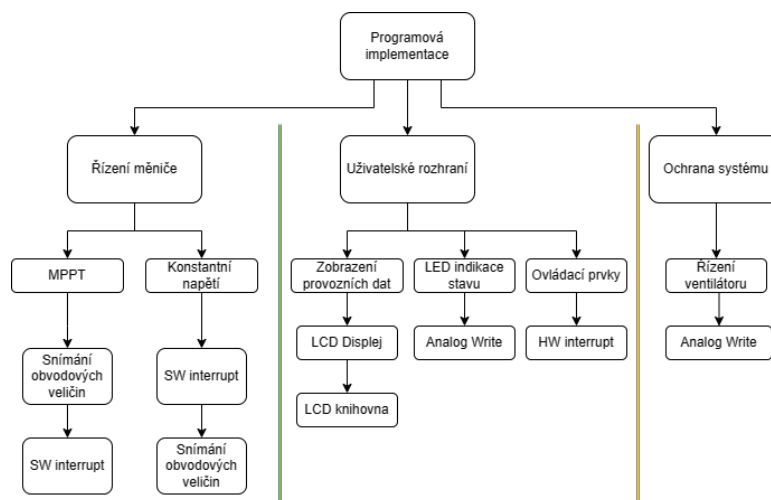 Programová
implementace
Řízení měniče
Uživatelské rozhraní
Ochrana systému
MPPT
Konstantní
napětí
Zobrazení
provozních dat
LED indikace
stavu
Ovládací prvky
Řízení
ventilátoru
Snímání
obvodových
veličin
SW interrupt
LCD Displej
Analog Write
HW interrupt
Analog Write
LCD knihovna
SW interrupt
Snímání
obvodových
veličin